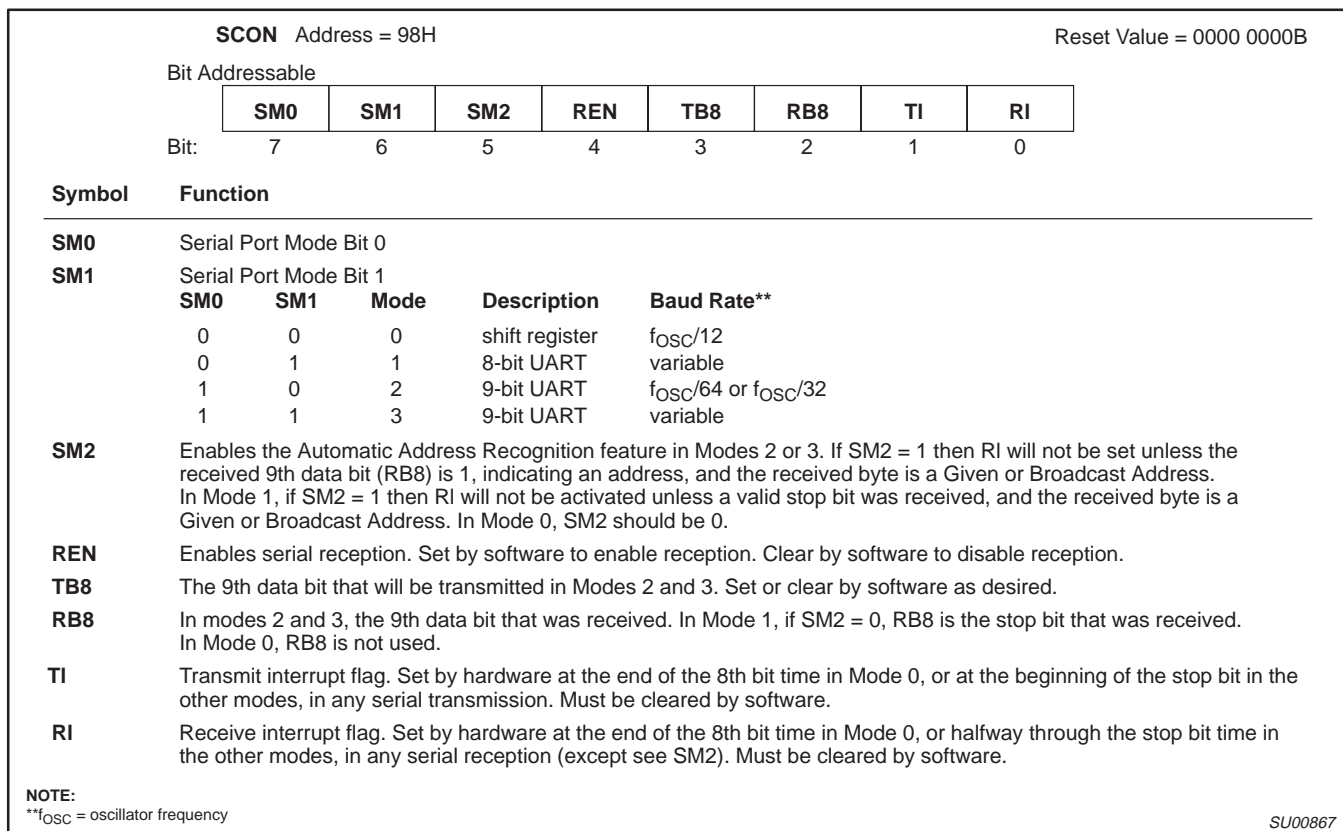 SCON Address = 98H Reset Value = 0000 0000B
Bit Addressable
SM0 SM1 SM2 REN TB8 RB8 TI RI
Bit: 7 6 5 4 3 2 1 0
Symbol Function
SM0 Serial Port Mode Bit 0
SM1 Serial Port Mode Bit 1
SM0 SM1 Mode Description Baud Rate**
0 0 0 shift register fOSC/12
0 1 1 8-bit UART variable
1 0 2 9-bit UART fOSC/64 or fOSC/32
1 1 3 9-bit UART variable
SM2 Enables the Automatic Address Recognition feature in Modes 2 or 3. If SM2 = 1 then RI will not be set unless the
received 9th data bit (RB8) is 1, indicating an address, and the received byte is a Given or Broadcast Address.
In Mode 1, if SM2 = 1 then RI will not be activated unless a valid stop bit was received, and the received byte is a
Given or Broadcast Address. In Mode 0, SM2 should be 0.
REN Enables serial reception. Set by software to enable reception. Clear by software to disable reception.
TB8 The 9th data bit that will be transmitted in Modes 2 and 3. Set or clear by software as desired.
RB8 In modes 2 and 3, the 9th data bit that was received. In Mode 1, if SM2 = 0, RB8 is the stop bit that was received.
In Mode 0, RB8 is not used.
TI Transmit interrupt flag. Set by hardware at the end of the 8th bit time in Mode 0, or at the beginning of the stop bit in the
other modes, in any serial transmission. Must be cleared by software.
RI Receive interrupt flag. Set by hardware at the end of the 8th bit time in Mode 0, or halfway through the stop bit time in
the other modes, in any serial reception (except see SM2). Must be cleared by software.
NOTE:
**fOSC = oscillator frequency
SU00867